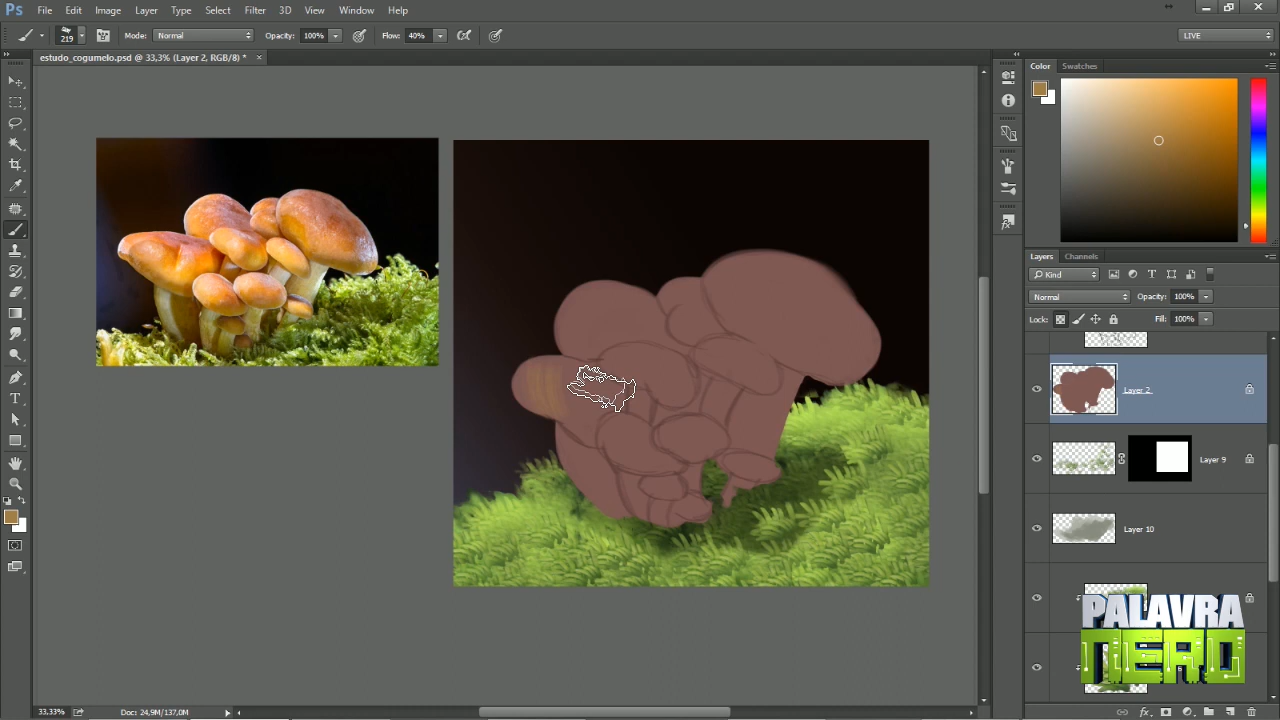 Ps File Edit Image Layer Type Select Filter 3D View Window Help
219 Mode: Normal Opacity: 100% Flow: 40% LIVE
estudo_cogumelo.psd @ 33,3% (Layer 2, RGB/8) * ×
Color Swatches
Layers Channels
Kind
Normal Opacity: 100%
Lock: Fill: 100%
Layer 2
Layer 9
Layer 10
PALAVRA
NERD
33,33% Doc: 24,9M/137,0M